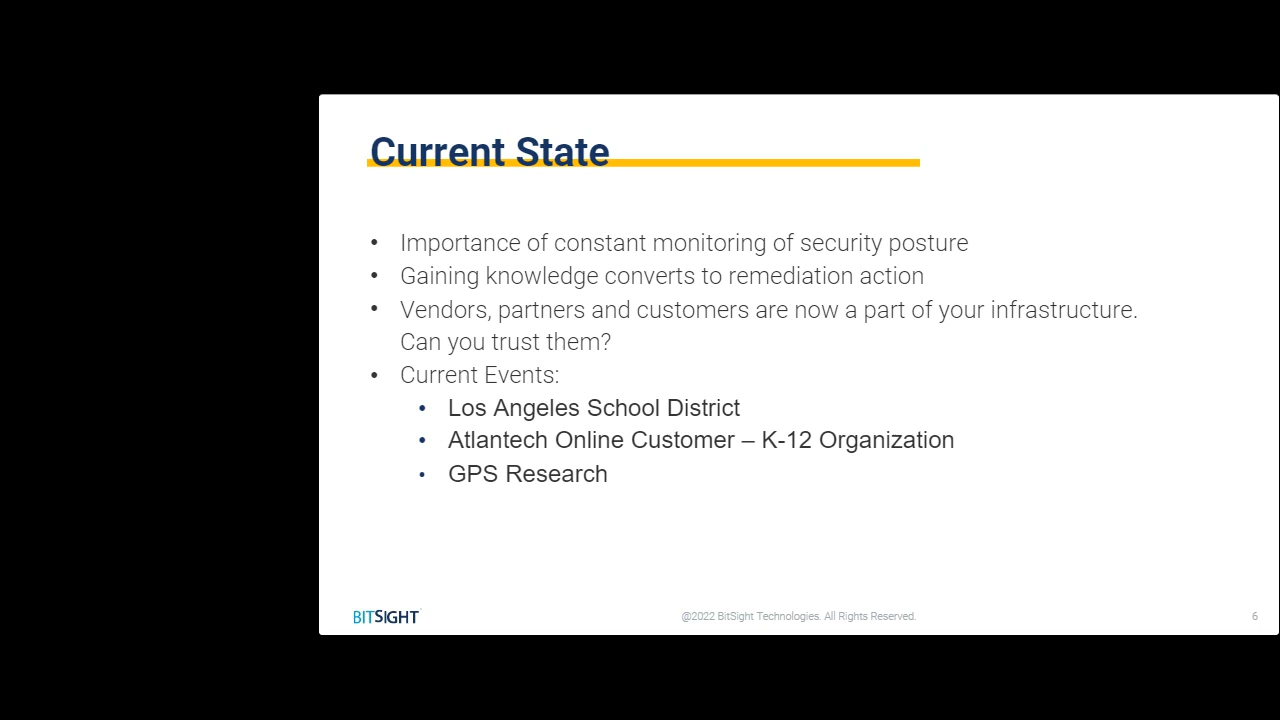 Current State
• Importance of constant monitoring of security posture
• Gaining knowledge converts to remediation action
• Vendors, partners and customers are now a part of your infrastructure.
Can you trust them?
• Current Events:
• Los Angeles School District
• Atlantech Online Customer – K-12 Organization
• GPS Research
BITSIGHT
@2022 BitSight Technologies. All Rights Reserved.
6